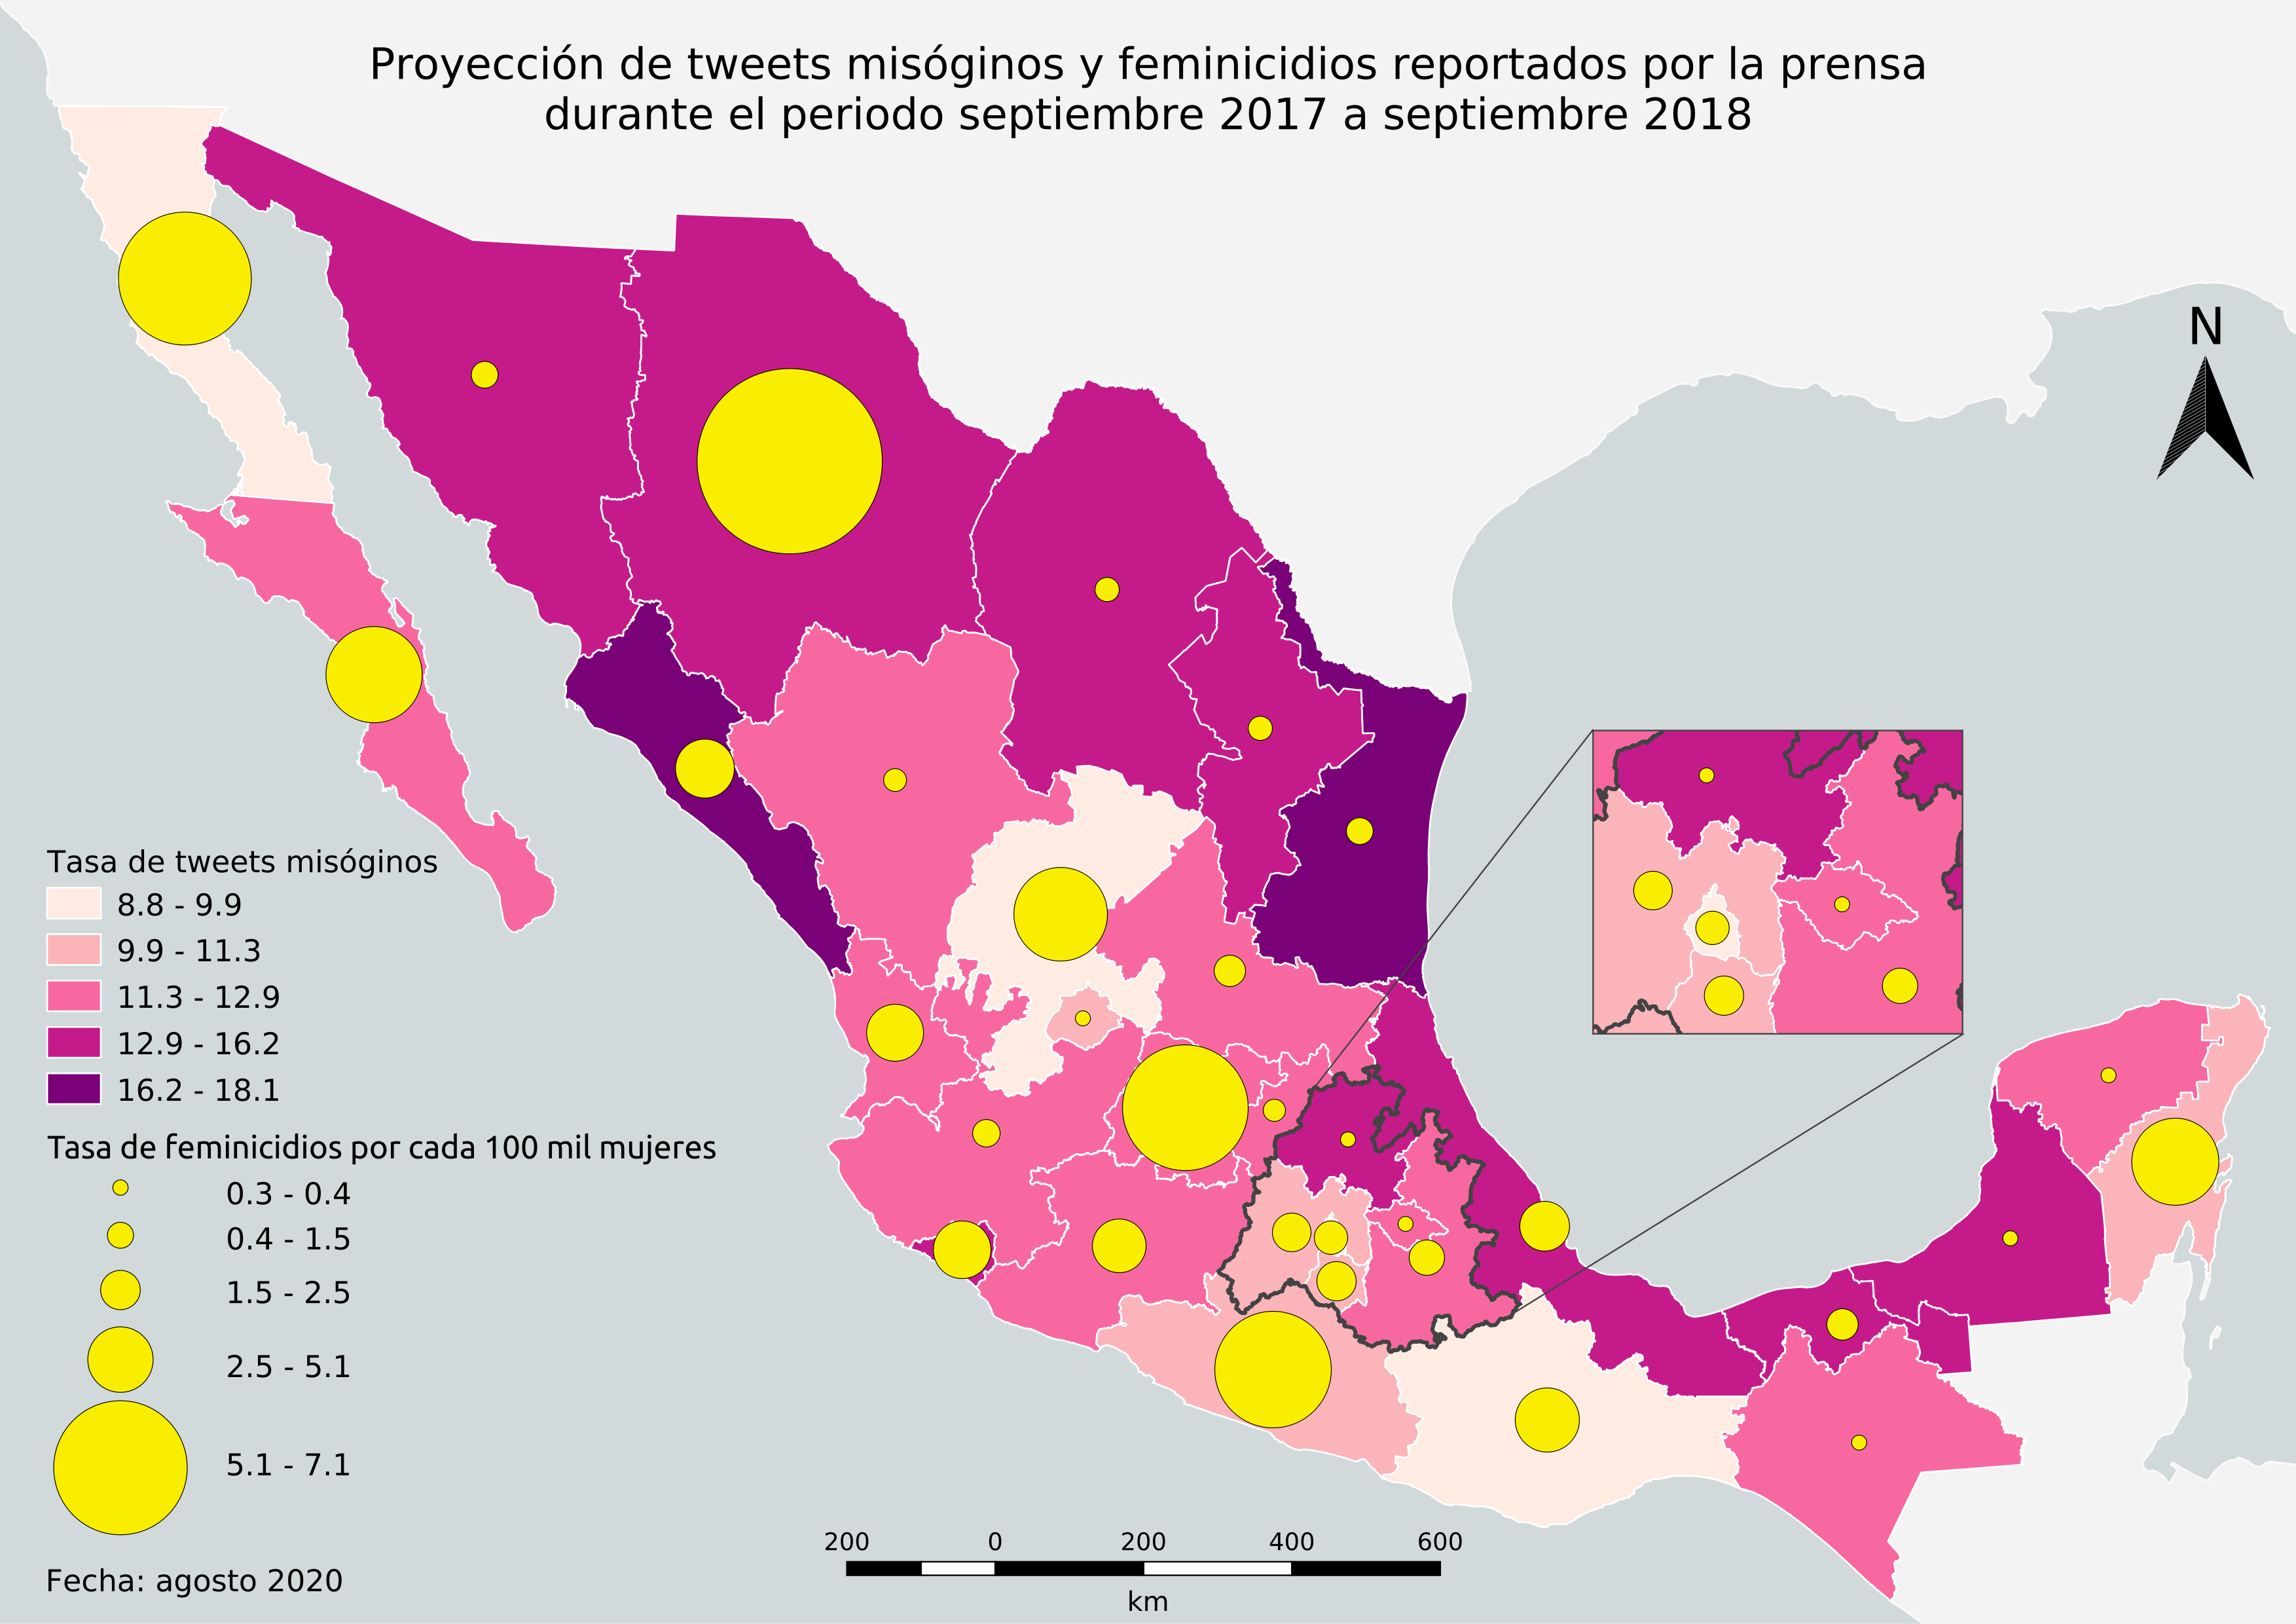 Proyección de tweets misóginos y feminicidios reportados por la prensa
durante el periodo septiembre 2017 a septiembre 2018
N
Tasa de tweets misóginos
8.8 - 9.9
9.9 - 11.3
11.3 - 12.9
12.9 - 16.2
16.2 - 18.1
Tasa de feminicidios por cada 100 mil mujeres
0.3 - 0.4
0.4 - 1.5
1.5 - 2.5
2.5 - 5.1
5.1 - 7.1
Fecha: agosto 2020
200 0 200 400 600
km